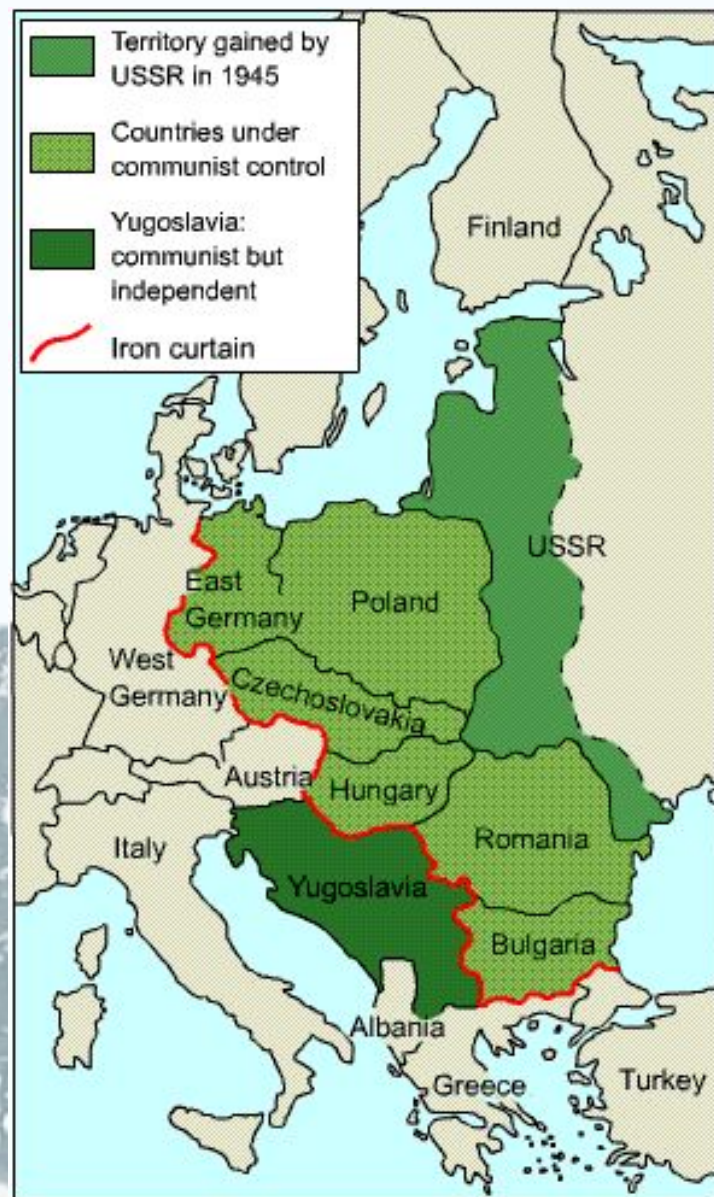 Territory gained by
USSR in 1945
Countries under
communist control
Yugoslavia:
communist but
independent
Iron curtain
Finland
USSR
East
Germany
Poland
West
Germany
Czechoslovakia
Austria
Hungary
Italy
Romania
Yugoslavia
Bulgaria
Albania
Greece
Turkey